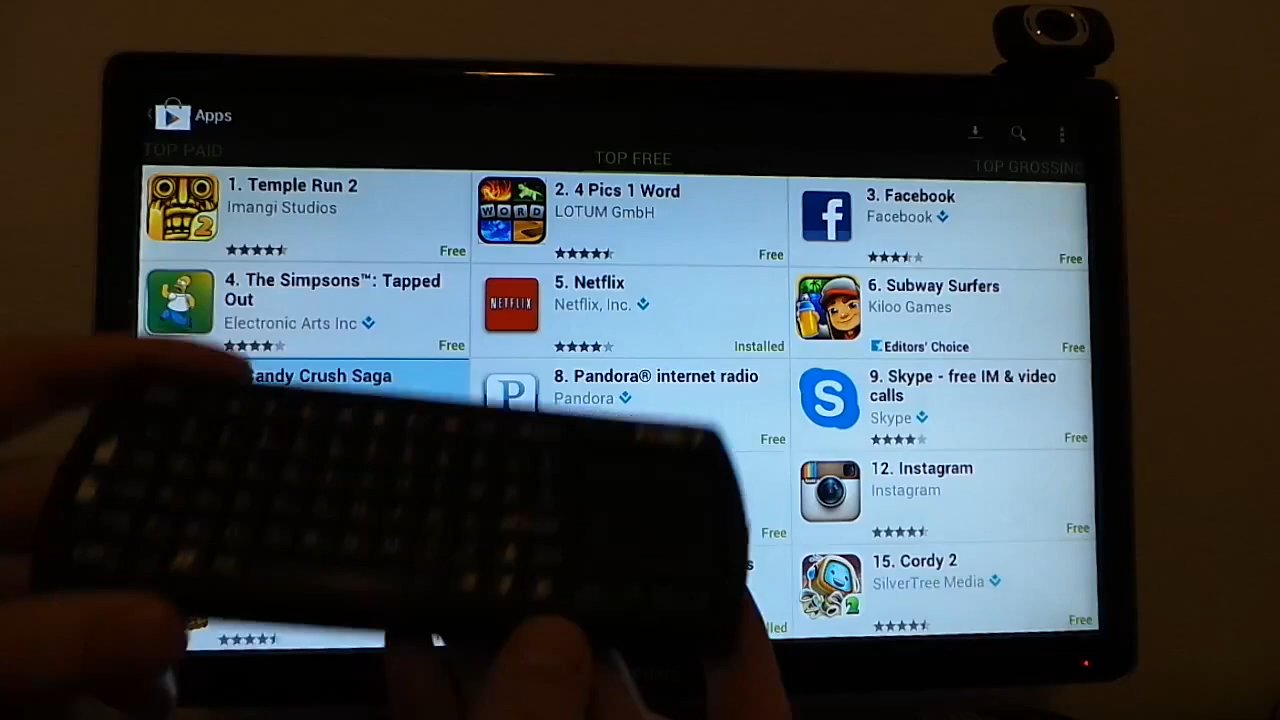 Apps
TOP PAID
TOP FREE
TOP GROSSING
1. Temple Run 2
Imangi Studios
Free
2. 4 Pics 1 Word
LOTUM GmbH
WORD
Free
3. Facebook
Facebook
Free
4. The Simpsons™: Tapped
Out
Electronic Arts Inc
Free
5. Netflix
Netflix, Inc.
NETFLIX
Installed
6. Subway Surfers
Kiloo Games
Editors' Choice
Free
andy Crush Saga
8. Pandora® internet radio
Pandora
P
Free
9. Skype - free IM & video
calls
Skype
S
Free
Free
12. Instagram
Instagram
Free
s
lled
15. Cordy 2
SilverTree Media
2
Free